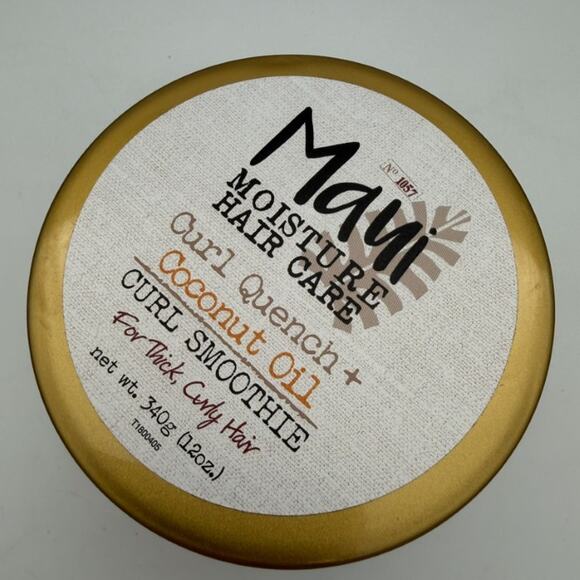 Maui
Nº 1057
MOISTURE
HAIR CARE
Curl Quench +
Coconut Oil
CURL SMOOTHIE
For Thick, Curly Hair
net wt. 340g (12oz.)
T1800405